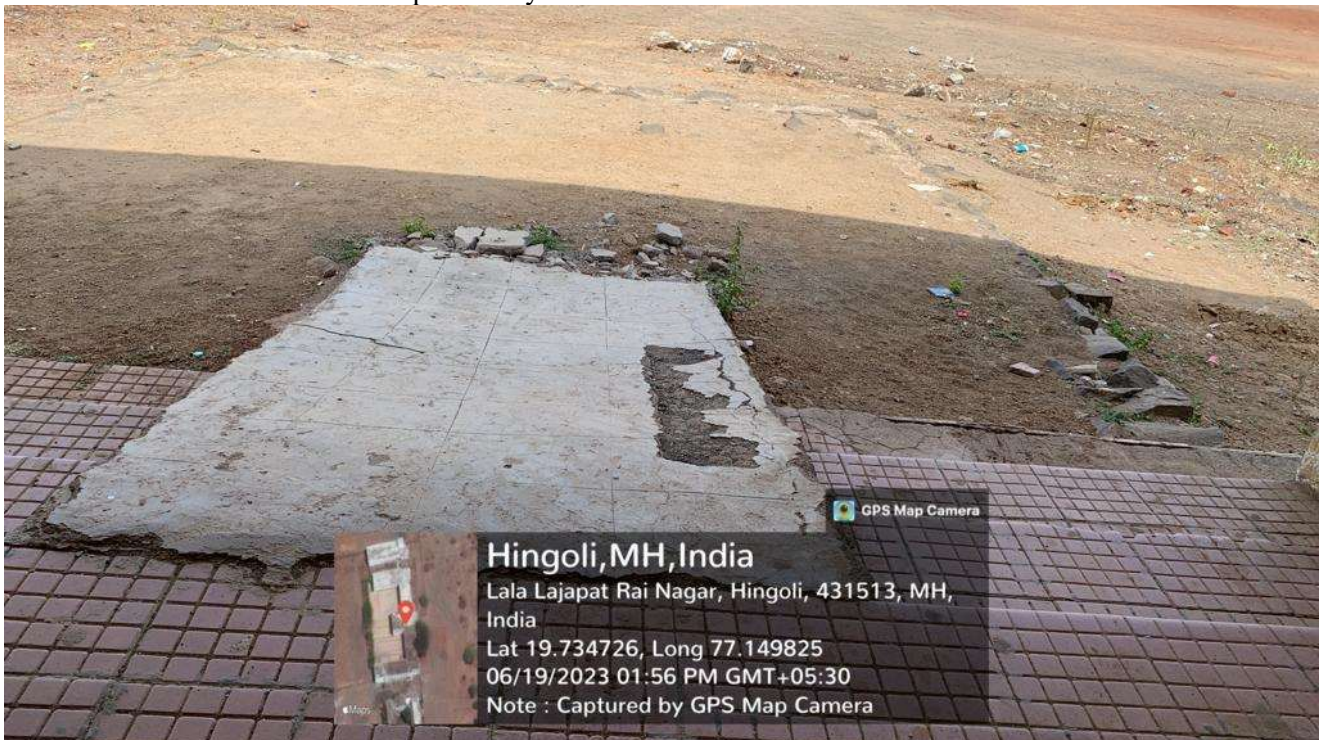 GPS Map Camera
Hingoli,MH,India
Lala Lajapat Rai Nagar, Hingoli, 431513, MH,
India
Lat 19.734726, Long 77.149825
06/19/2023 01:56 PM GMT+05:30
Note : Captured by GPS Map Camera
Maps